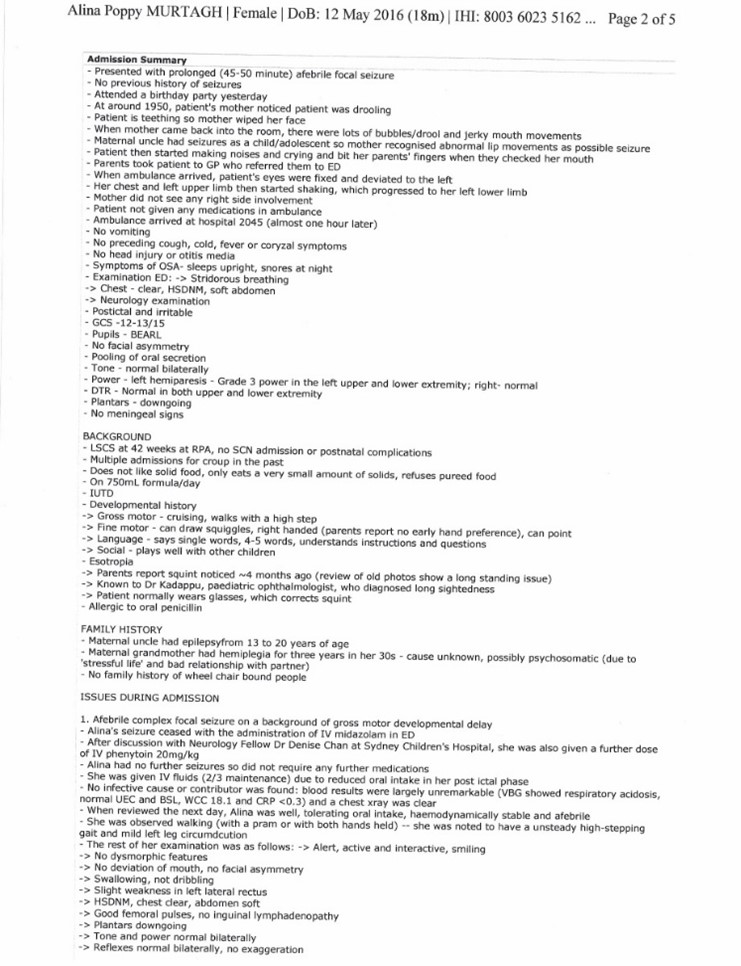 Alina Poppy MURTAGH | Female | DoB: 12 May 2016 (18m) | IHI: 8003 6023 5162 ... Page 2 of 5
Admission Summary
- Presented with prolonged (45-50 minute) afebrile focal seizure
- No previous history of seizures
- Attended a birthday party yesterday
- At around 1950, patient's mother noticed patient was drooling
- Patient is teething so mother wiped her face
- When mother came back into the room, there were lots of bubbles/drool and jerky mouth movements
- Maternal uncle had seizures as a child/adolescent so mother recognised abnormal lip movements as possible seizure
- Patient then started making noises and crying and bit her parents' fingers when they checked her mouth
- Parents took patient to GP who referred them to ED
- When ambulance arrived, patient's eyes were fixed and deviated to the left
- Her chest and left upper limb then started shaking, which progressed to her left lower limb
- Mother did not see any right side involvement
- Patient not given any medications in ambulance
- Ambulance arrived at hospital 2045 (almost one hour later)
- No vomiting
- No preceding cough, cold, fever or coryzal symptoms
- No head injury or otitis media
- Symptoms of OSA- sleeps upright, snores at night
- Examination ED: -> Stridorous breathing
-> Chest - clear, HSDNM, soft abdomen
-> Neurology examination
- Postictal and irritable
- GCS -12-13/15
- Pupils - BEARL
- No facial asymmetry
- Pooling of oral secretion
- Tone - normal bilaterally
- Power - left hemiparesis - Grade 3 power in the left upper and lower extremity; right- normal
- DTR - Normal in both upper and lower extremity
- Plantars - downgoing
- No meningeal signs
BACKGROUND
- LSCS at 42 weeks at RPA, no SCN admission or postnatal complications
- Multiple admissions for croup in the past
- Does not like solid food, only eats a very small amount of solids, refuses pureed food
- On 750mL formula/day
- IUTD
- Developmental history
-> Gross motor - cruising, walks with a high step
-> Fine motor - can draw squiggles, right handed (parents report no early hand preference), can point
-> Language - says single words, 4-5 words, understands instructions and questions
-> Social - plays well with other children
- Esotropia
-> Parents report squint noticed ~4 months ago (review of old photos show a long standing issue)
-> Known to Dr Kadappu, paediatric ophthalmologist, who diagnosed long sightedness
-> Patient normally wears glasses, which corrects squint
- Allergic to oral penicillin
FAMILY HISTORY
- Maternal uncle had epilepsyfrom 13 to 20 years of age
- Maternal grandmother had hemiplegia for three years in her 30s - cause unknown, possibly psychosomatic (due to
'stressful life' and bad relationship with partner)
- No family history of wheel chair bound people
ISSUES DURING ADMISSION
1. Afebrile complex focal seizure on a background of gross motor developmental delay
- Alina's seizure ceased with the administration of IV midazolam in ED
- After discussion with Neurology Fellow Dr Denise Chan at Sydney Children's Hospital, she was also given a further dose
of IV phenytoin 20mg/kg
- Alina had no further seizures so did not require any further medications
- She was given IV fluids (2/3 maintenance) due to reduced oral intake in her post ictal phase
- No infective cause or contributor was found: blood results were largely unremarkable (VBG showed respiratory acidosis,
normal UEC and BSL, WCC 18.1 and CRP <0.3) and a chest xray was clear
- When reviewed the next day, Alina was well, tolerating oral intake, haemodynamically stable and afebrile
- She was observed walking (with a pram or with both hands held) -- she was noted to have a unsteady high-stepping
gait and mild left leg circumdcution
- The rest of her examination was as follows: -> Alert, active and interactive, smiling
-> No dysmorphic features
-> No deviation of mouth, no facial asymmetry
-> Swallowing, not dribbling
-> Slight weakness in left lateral rectus
-> HSDNM, chest clear, abdomen soft
-> Good femoral pulses, no inguinal lymphadenopathy
-> Plantars downgoing
-> Tone and power normal bilaterally
-> Reflexes normal bilaterally, no exaggeration